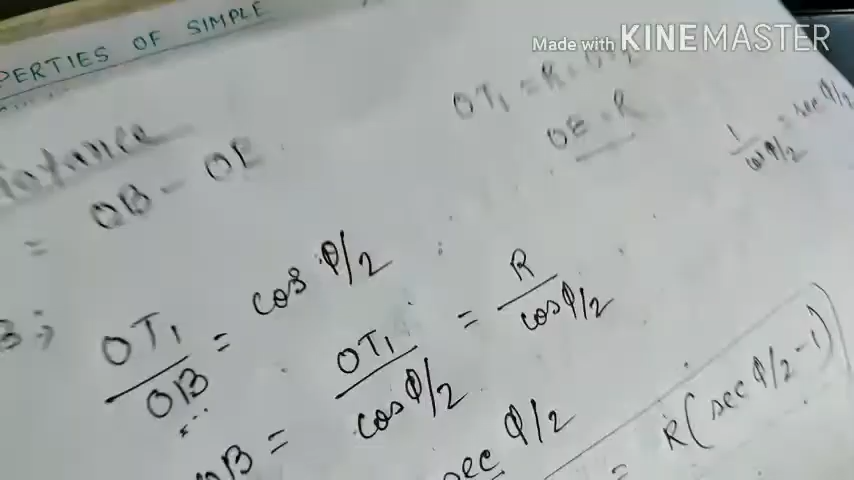 PERTIES OF SIMPLE
Made with KINEMASTER
OT₁ = R
OE = R
1/cos φ/2 = sec φ/2
= OB - OE
OT₁/OB = cos φ/2
OB = OT₁/cos φ/2 = R/cos φ/2
sec φ/2
= R(sec φ/2 - 1)